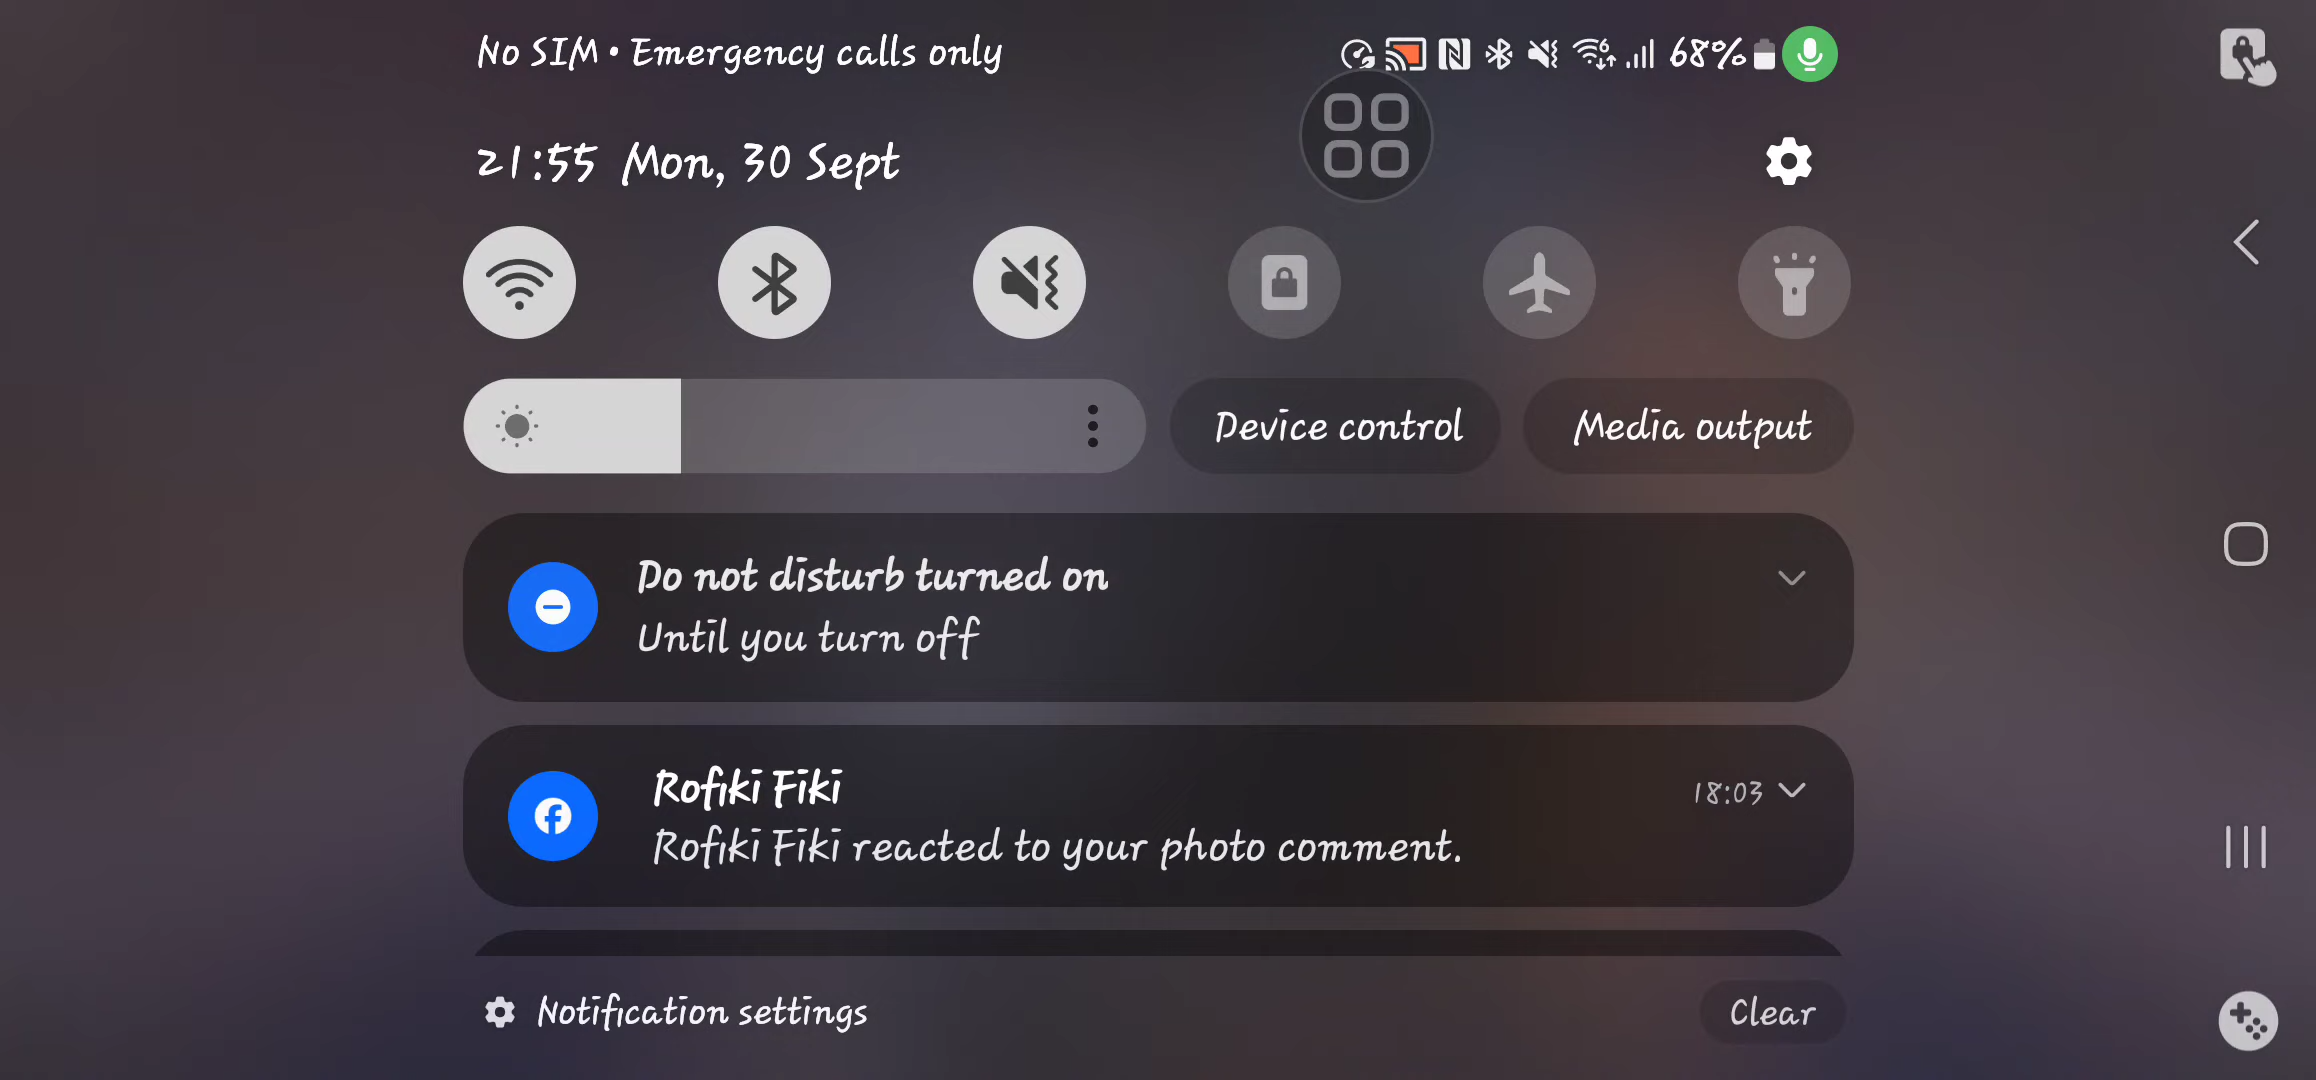 No SIM • Emergency calls only
68%
21:55 Mon, 30 Sept
Device control
Media output
Do not disturb turned on
Until you turn off
Rofiki Fiki
18:03
Rofiki Fiki reacted to your photo comment.
Notification settings
Clear